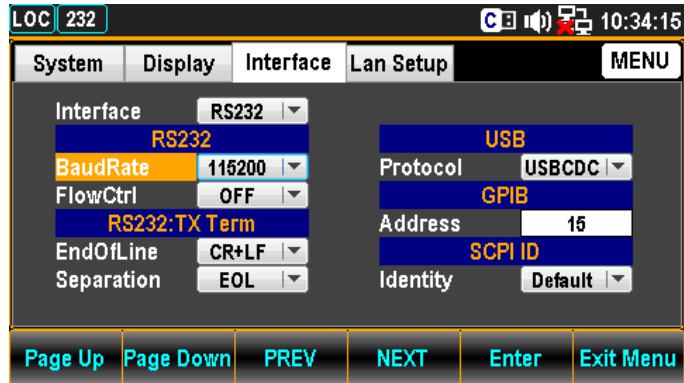 LOC 232 C 10:34:15
System Display Interface Lan Setup MENU
Interface RS232
RS232 USB
BaudRate 115200 Protocol USBCDC
FlowCtrl OFF GPIB
RS232:TX Term Address 15
EndOfLine CR+LF SCPI ID
Separation EOL Identity Default
Page Up Page Down PREV NEXT Enter Exit Menu